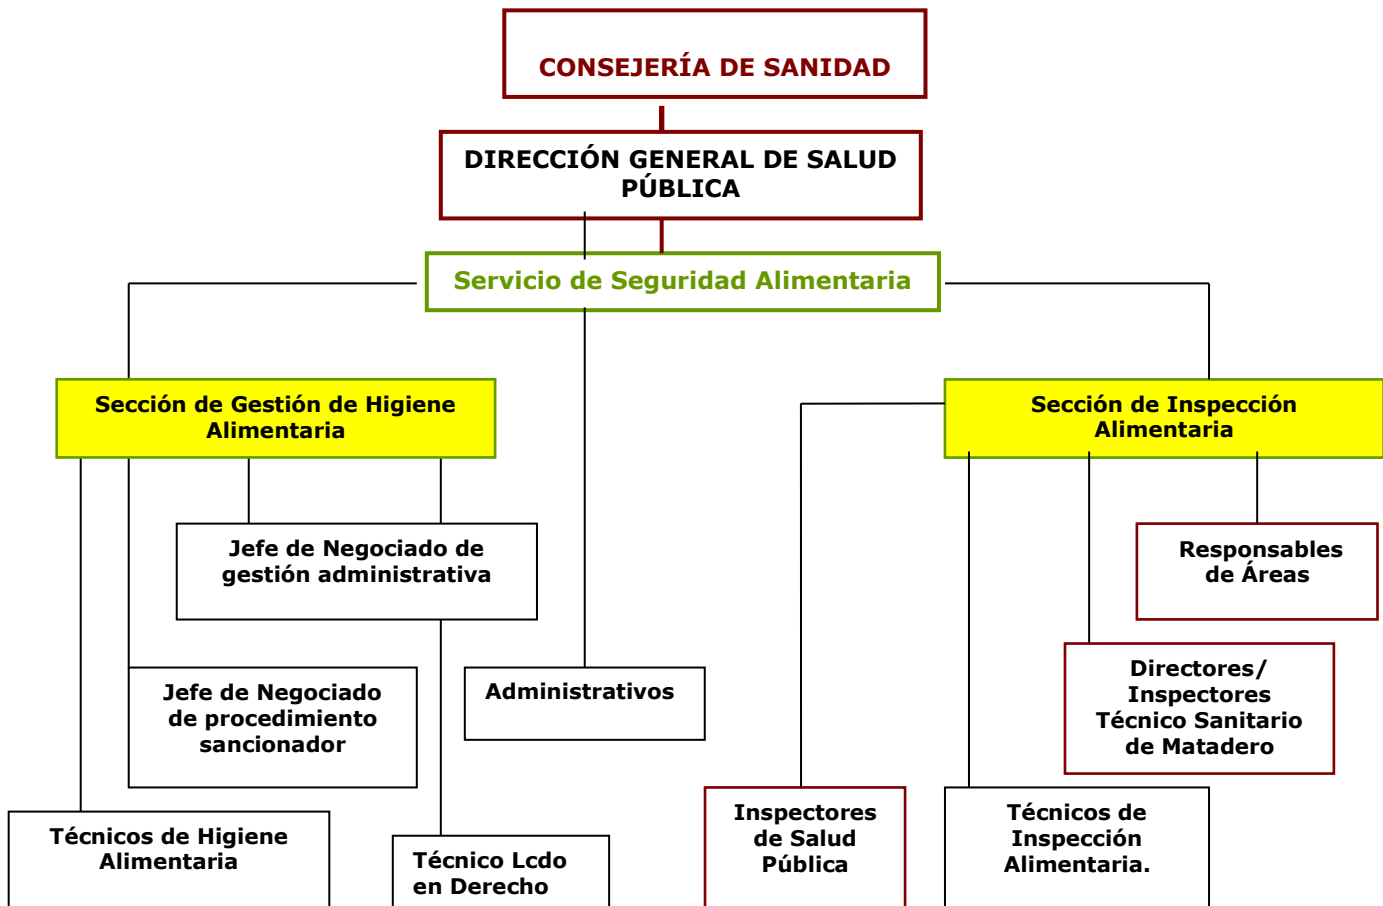 CONSEJERÍA DE SANIDAD
DIRECCIÓN GENERAL DE SALUD
PÚBLICA
Servicio de Seguridad Alimentaria
Sección de Gestión de Higiene
Alimentaria
Sección de Inspección
Alimentaria
Jefe de Negociado de
gestión administrativa
Responsables
de Áreas
Jefe de Negociado
de procedimiento
sancionador
Administrativos
Directores/
Inspectores
Técnico Sanitario
de Matadero
Técnicos de Higiene
Alimentaria
Técnico Lcdo
en Derecho
Inspectores
de Salud
Pública
Técnicos de
Inspección
Alimentaria.